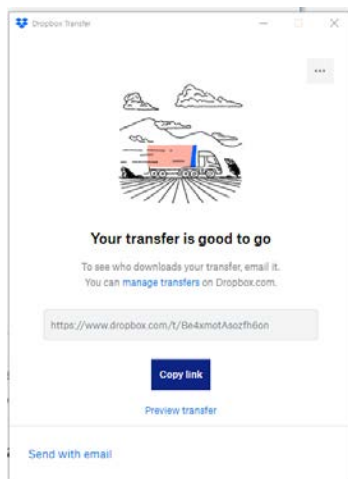 Dropbox Transfer
Your transfer is good to go
To see who downloads your transfer, email it.
You can manage transfers on Dropbox.com.
https://www.dropbox.com/t/Be4xmotAsozfh6on
Copy link
Preview transfer
Send with email